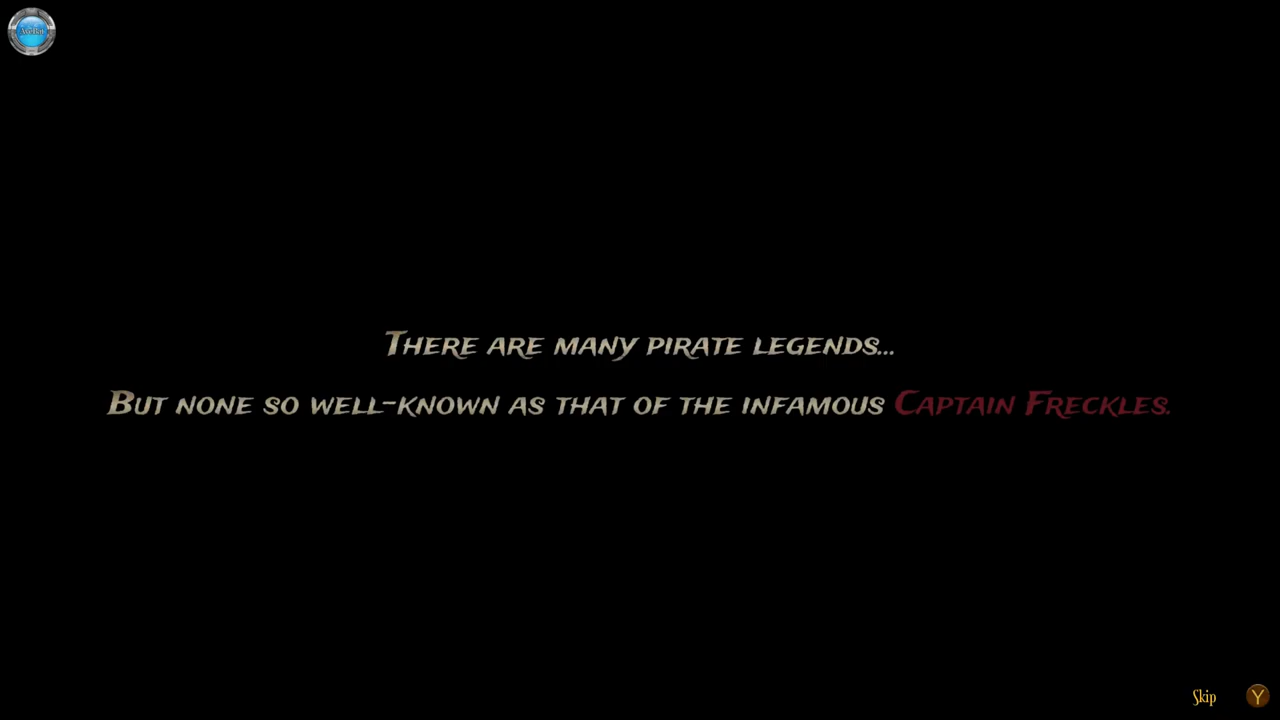 There are many pirate legends...
But none so well-known as that of the infamous Captain Freckles.
Skip Y